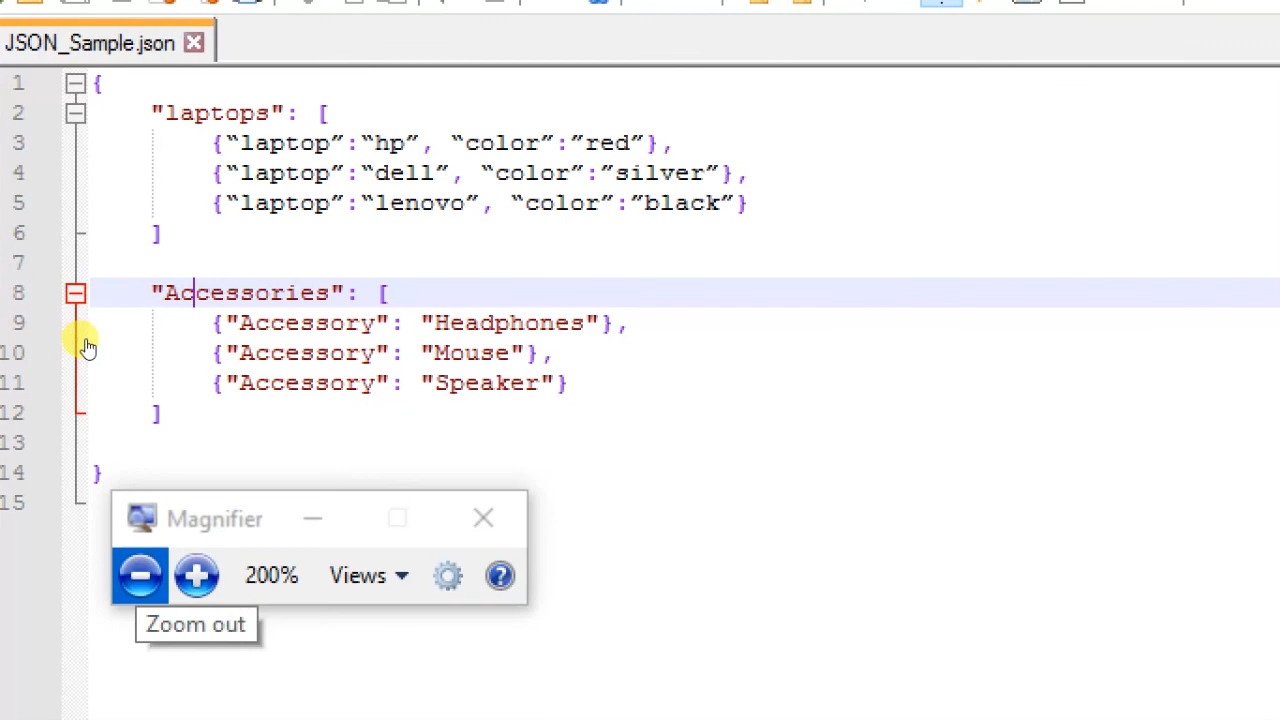 JSON_Sample.json
1 {
2 "laptops": [
3 {“laptop”:“hp”, “color”:”red”},
4 {“laptop”:“dell”, “color”:”silver”},
5 {“laptop”:“lenovo”, “color”:”black”}
6 ]
7
8 "Accessories": [
9 {"Accessory": "Headphones"},
10 {"Accessory": "Mouse"},
11 {"Accessory": "Speaker"}
12 ]
13
14 }
15
Magnifier
200% Views
Zoom out